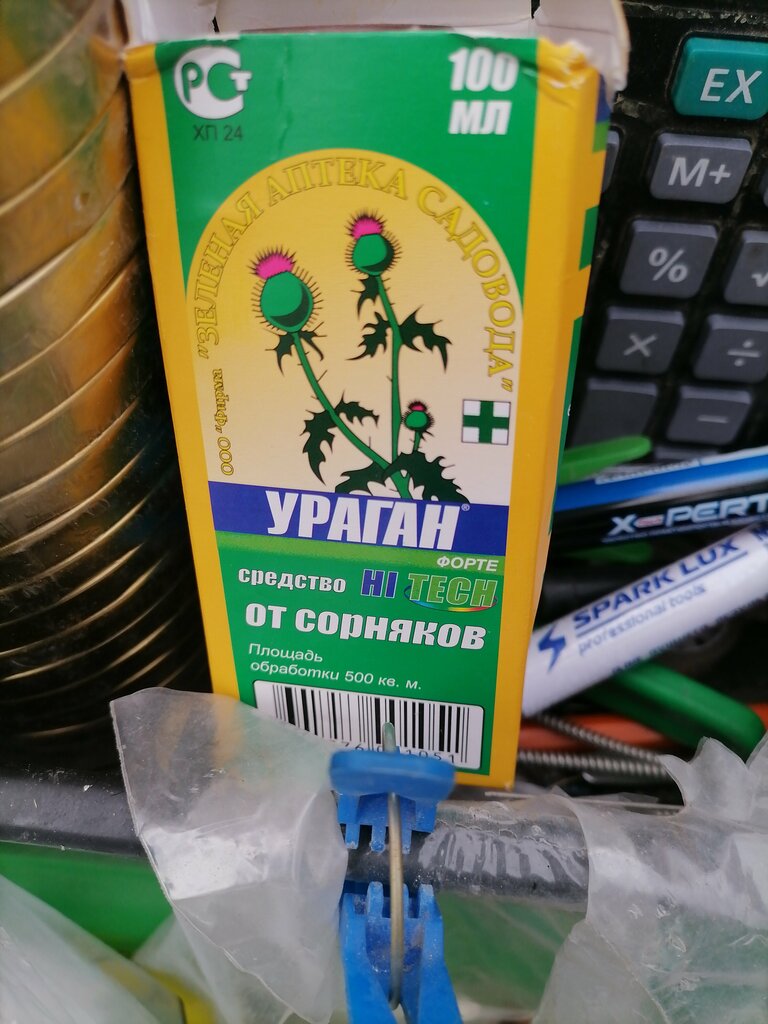 РСТ
ХП 24
100
МЛ
"ЗЕЛЕНАЯ АПТЕКА САДОВОДА"
ООО
УРАГАН®
ФОРТЕ
средство HI TECH
от сорняков
Площадь
обработки 500 кв. м.
EX
M+
%
√
×
÷
−
X-PERT
SPARK LUX
professional tools